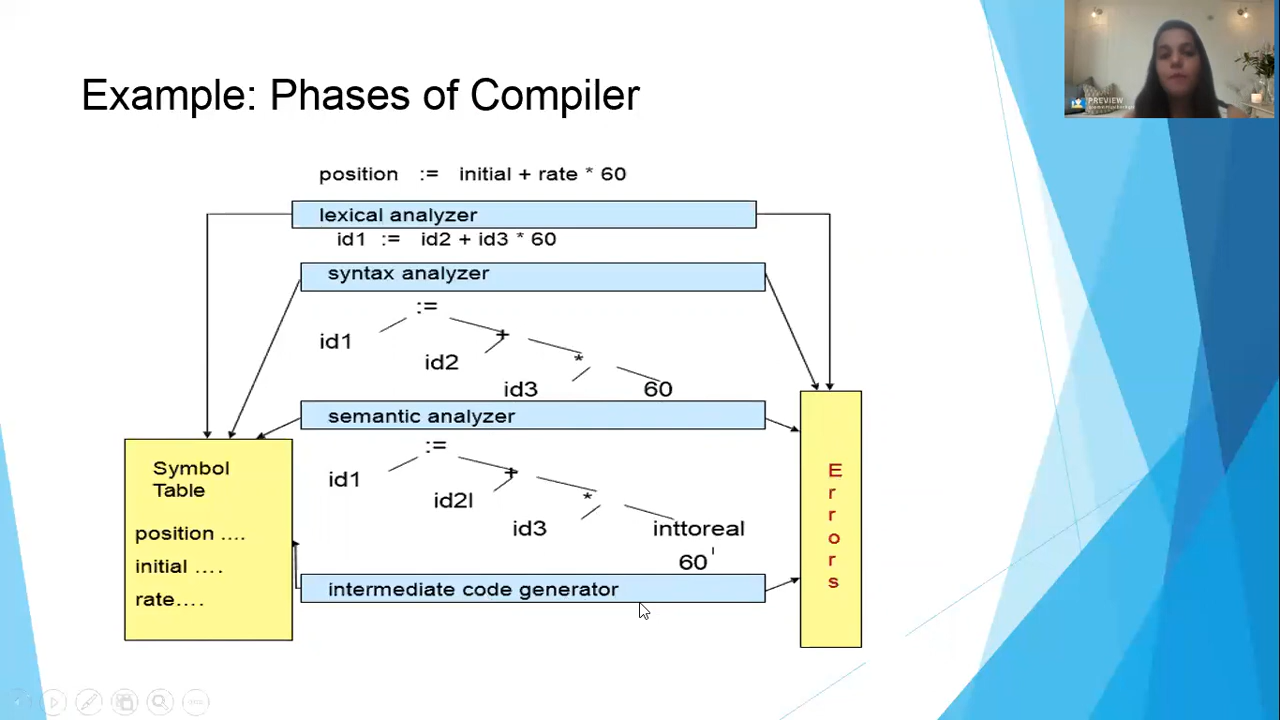 Example: Phases of Compiler
PREVIEW
position := initial + rate * 60
lexical analyzer
id1 := id2 + id3 * 60
syntax analyzer
:=
id1 +
id2 *
id3 60
semantic analyzer
:=
id1 +
id2l *
id3 inttoreal
60
intermediate code generator
Symbol
Table
position ....
initial ....
rate....
Errors